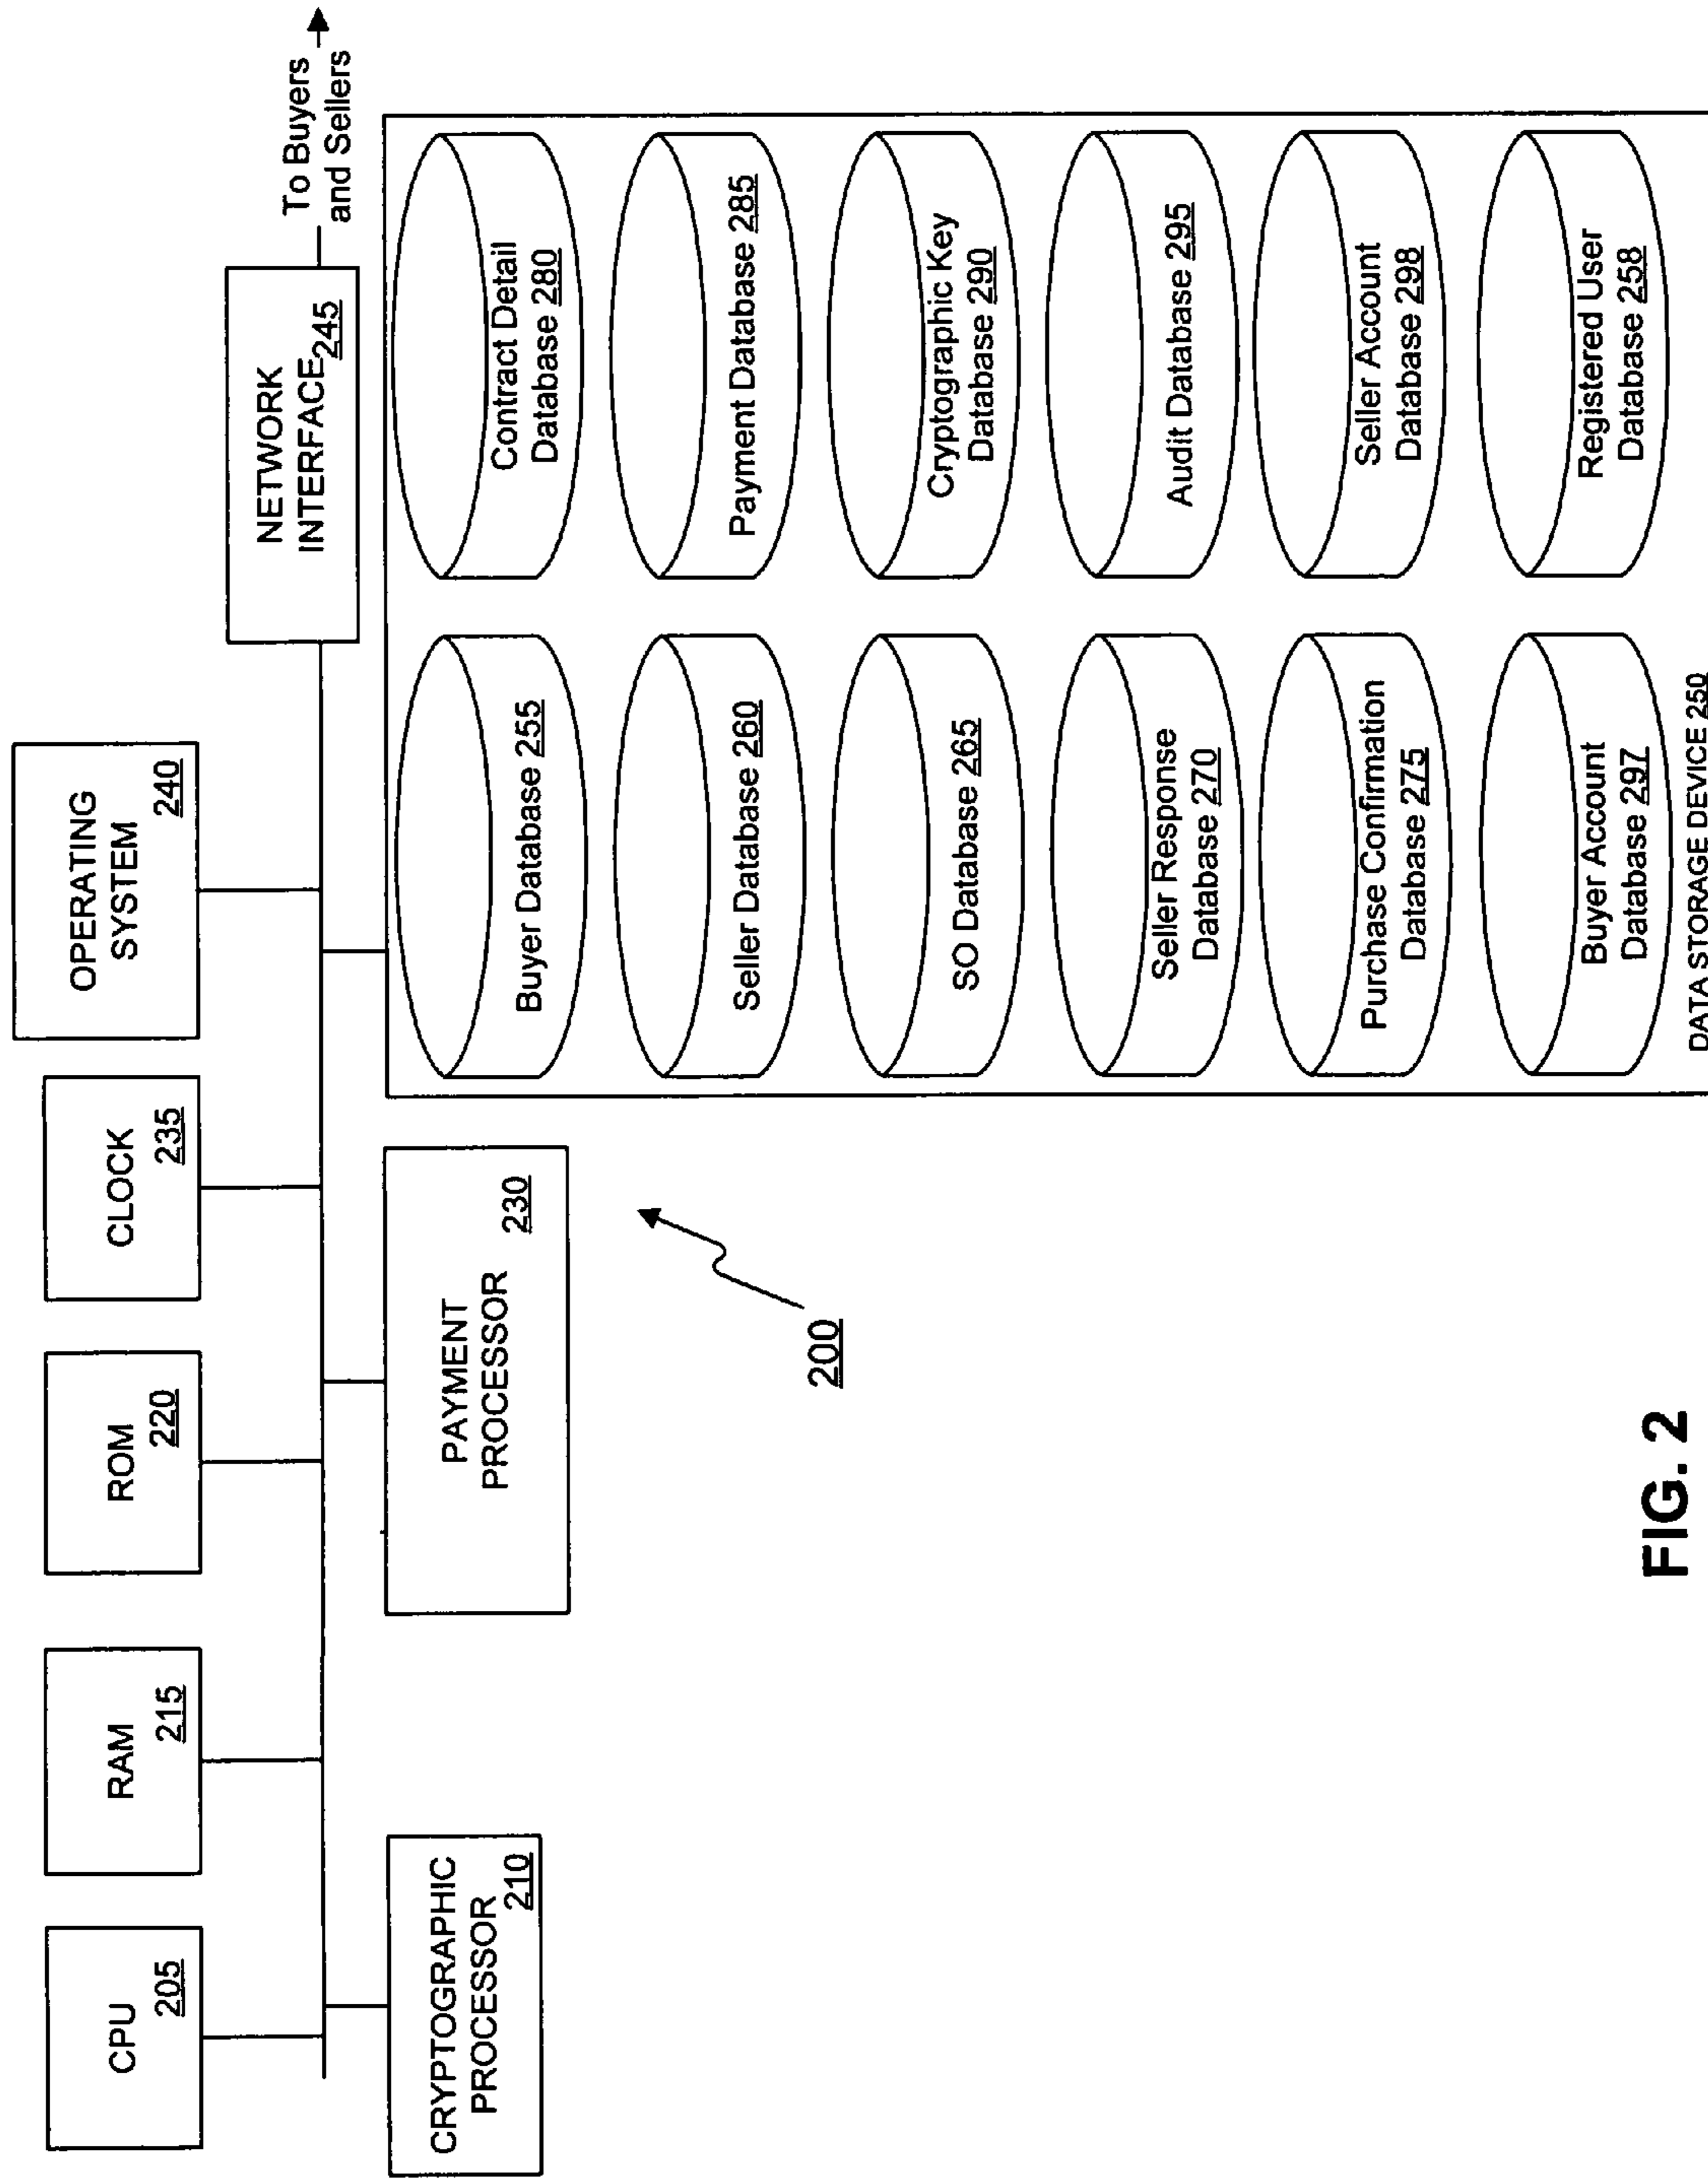 CPU
205
RAM
215
ROM
220
CLOCK
235
OPERATING
SYSTEM
240
NETWORK
INTERFACE 245
To Buyers
and Sellers
CRYPTOGRAPHIC
PROCESSOR
210
PAYMENT
PROCESSOR
230
200
Buyer Database 255
Contract Detail
Database 280
Seller Database 260
Payment Database 285
SO Database 265
Cryptographic Key
Database 290
Seller Response
Database 270
Audit Database 295
Purchase Confirmation
Database 275
Seller Account
Database 298
Buyer Account
Database 297
Registered User
Database 258
DATA STORAGE DEVICE 250
FIG. 2